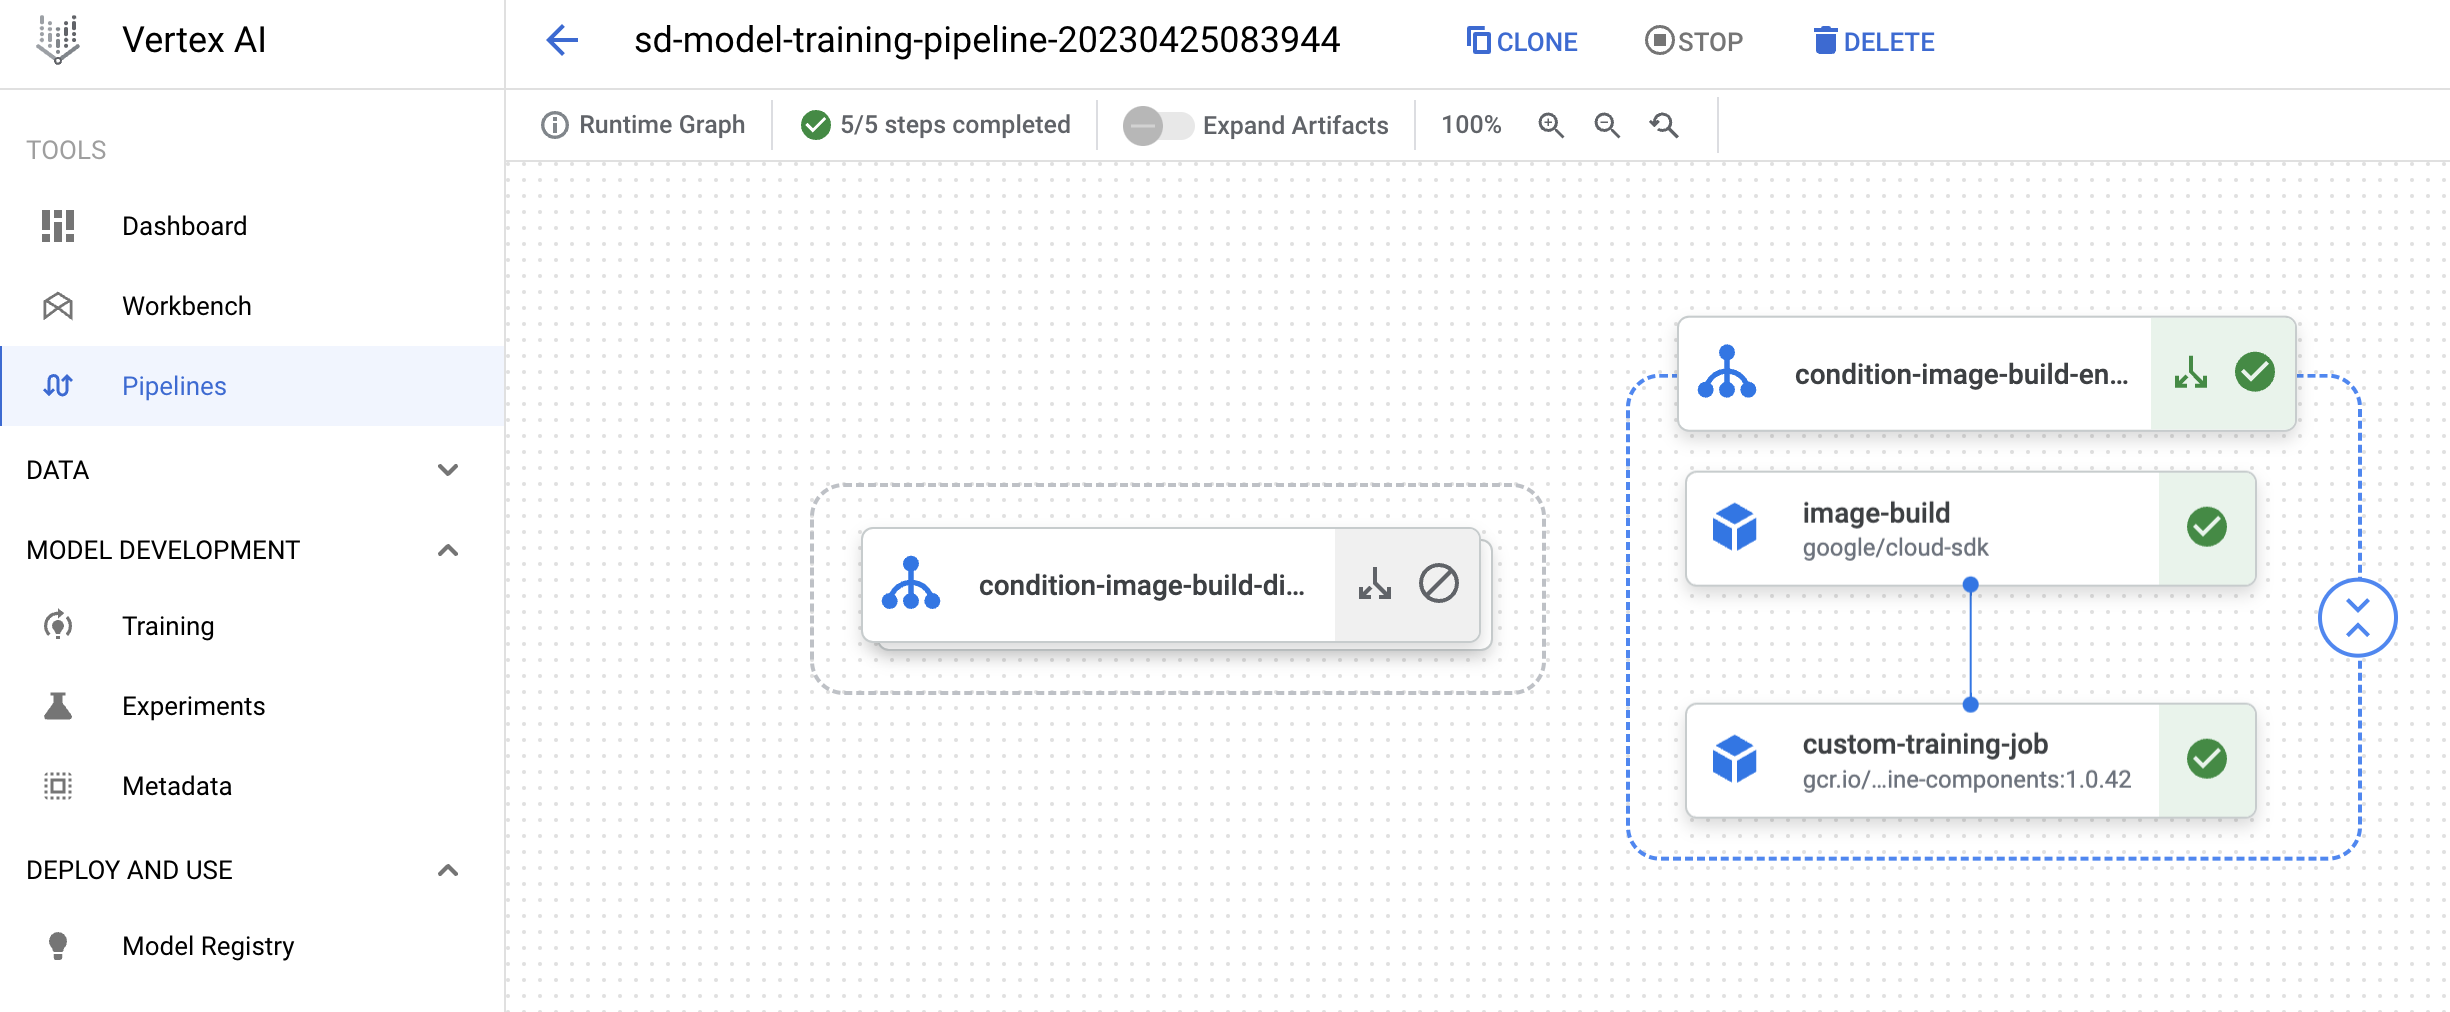 Vertex AI
sd-model-training-pipeline-20230425083944
CLONE
STOP
DELETE
Runtime Graph
5/5 steps completed
Expand Artifacts
100%
TOOLS
Dashboard
Workbench
Pipelines
DATA
MODEL DEVELOPMENT
Training
Experiments
Metadata
DEPLOY AND USE
Model Registry
condition-image-build-di...
condition-image-build-en...
image-build
google/cloud-sdk
custom-training-job
gcr.io/...ine-components:1.0.42